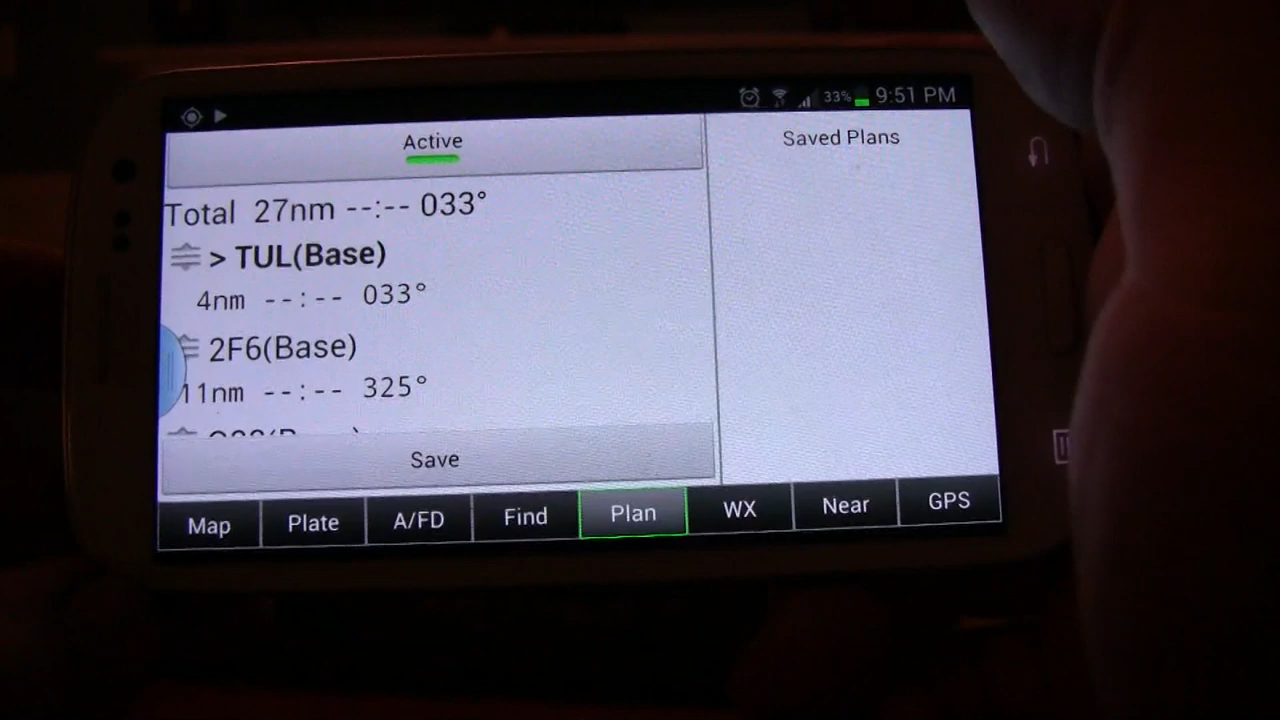 33% 9:51 PM
Active
Saved Plans
Total 27nm --:-- 033°
> TUL(Base)
4nm --:-- 033°
2F6(Base)
11nm --:-- 325°
Save
Map Plate A/FD Find Plan WX Near GPS